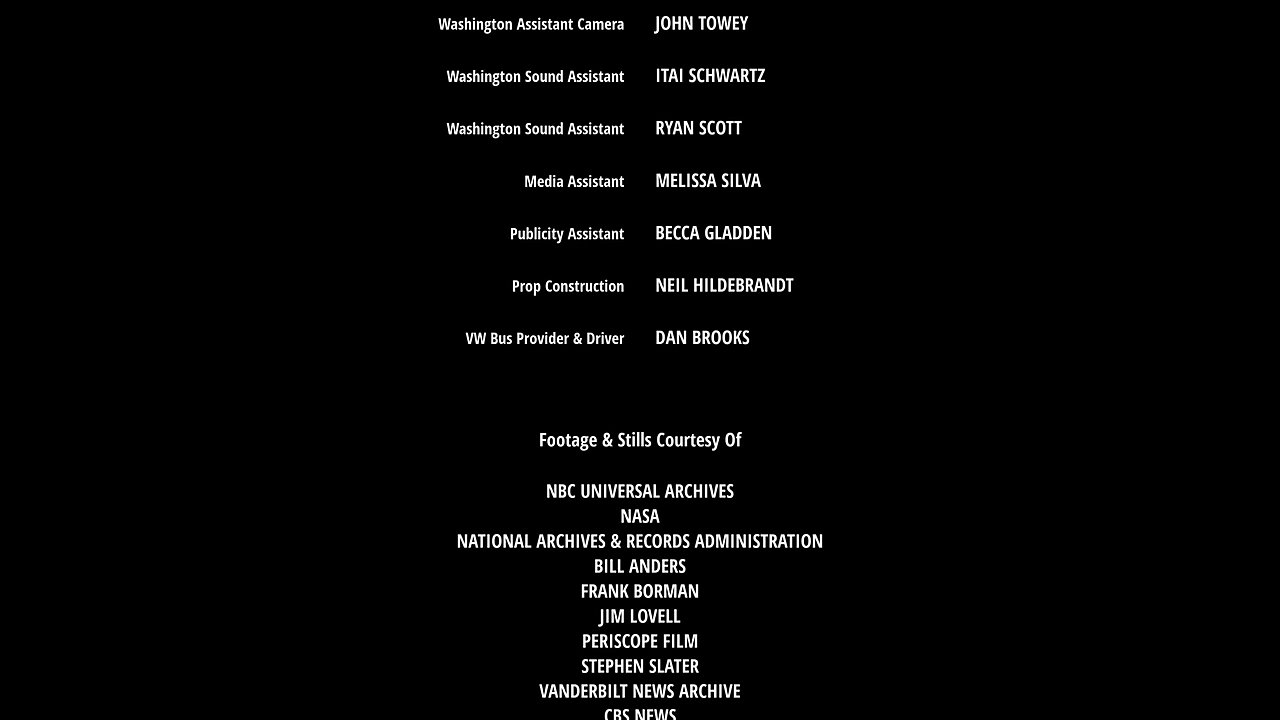 Washington Assistant Camera JOHN TOWEY
Washington Sound Assistant ITAI SCHWARTZ
Washington Sound Assistant RYAN SCOTT
Media Assistant MELISSA SILVA
Publicity Assistant BECCA GLADDEN
Prop Construction NEIL HILDEBRANDT
VW Bus Provider & Driver DAN BROOKS
Footage & Stills Courtesy Of
NBC UNIVERSAL ARCHIVES
NASA
NATIONAL ARCHIVES & RECORDS ADMINISTRATION
BILL ANDERS
FRANK BORMAN
JIM LOVELL
PERISCOPE FILM
STEPHEN SLATER
VANDERBILT NEWS ARCHIVE
CBS NEWS